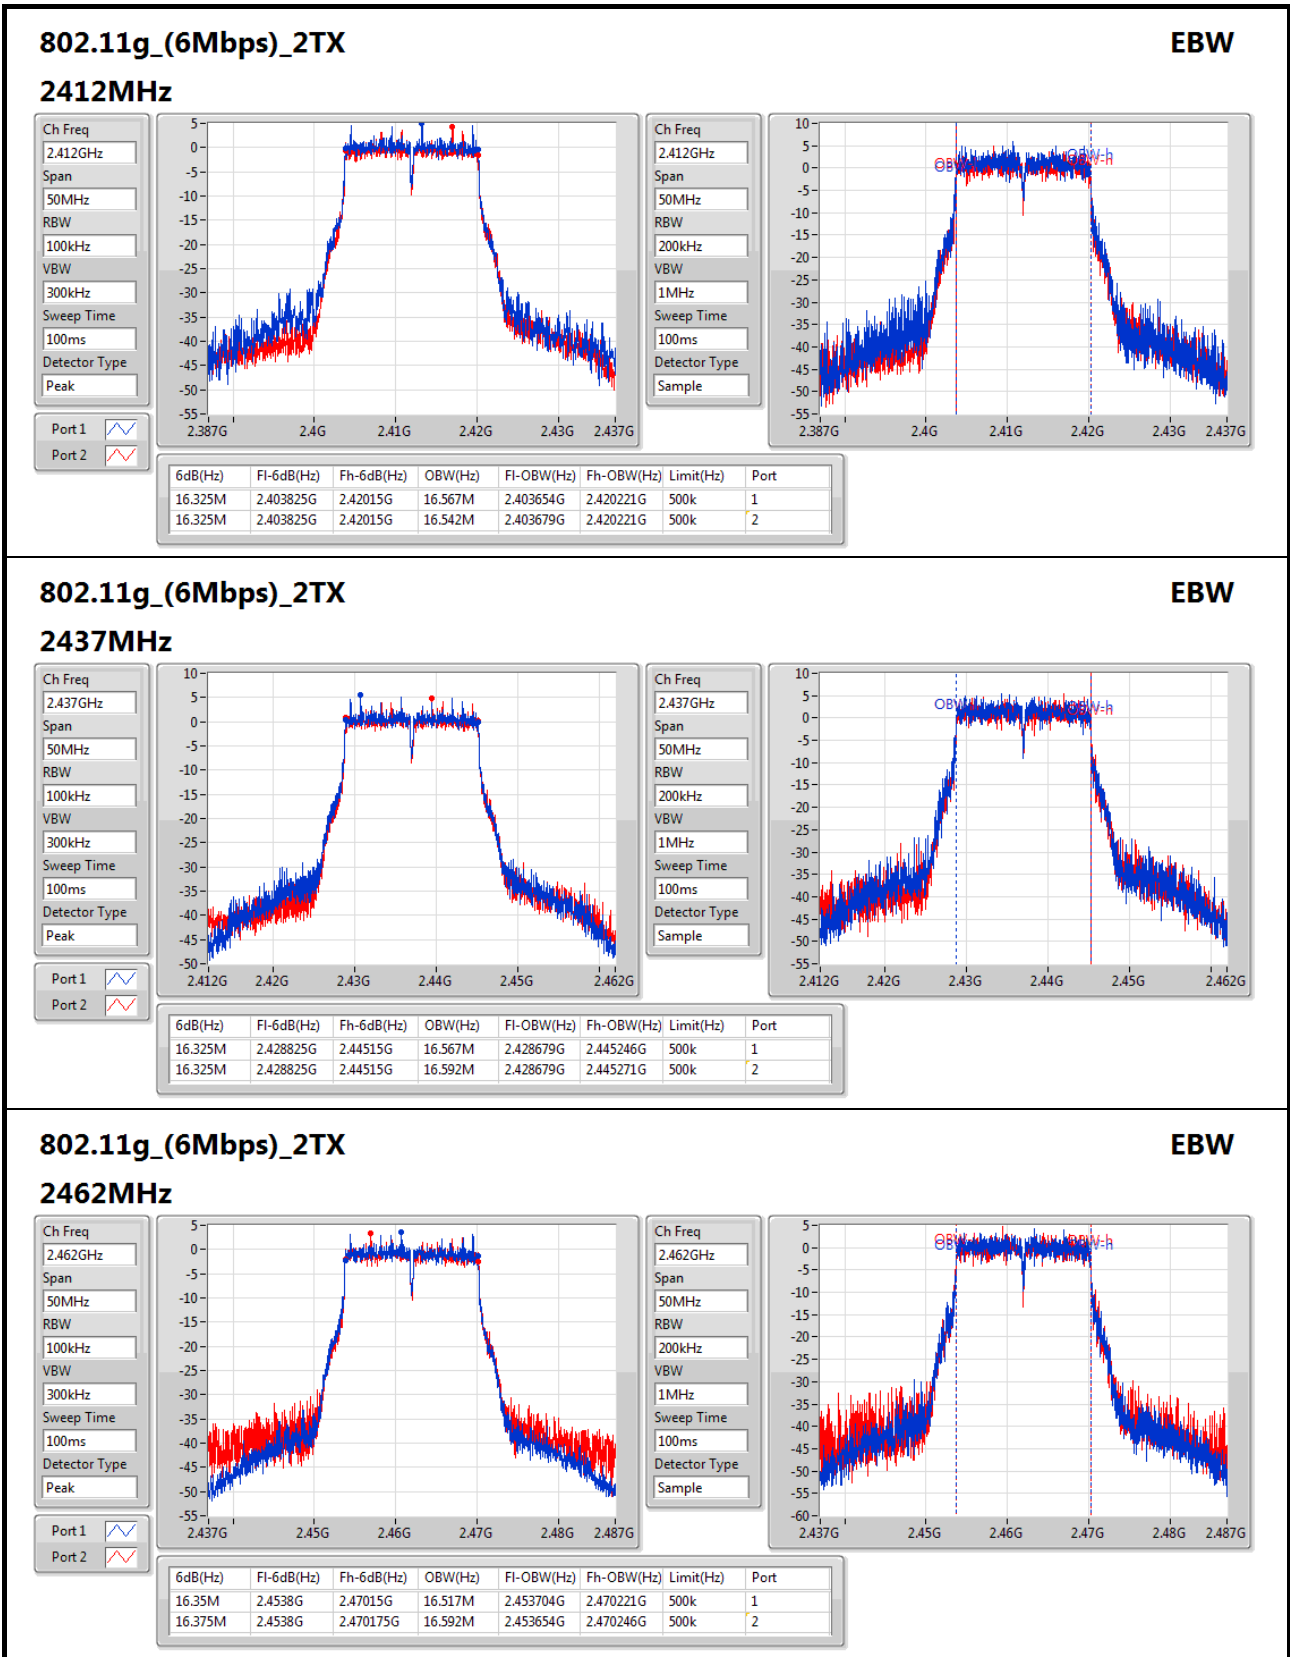 802.11g_(6Mbps)_2TX EBW
2412MHz
Ch Freq
2.412GHz
Span
50MHz
RBW
100kHz
VBW
300kHz
Sweep Time
100ms
Detector Type
Peak
Port 1
Port 2
5
0
-5
-10
-15
-20
-25
-30
-35
-40
-45
-50
-55
2.387G 2.4G 2.41G 2.42G 2.43G 2.437G
Ch Freq
2.412GHz
Span
50MHz
RBW
200kHz
VBW
1MHz
Sweep Time
100ms
Detector Type
Sample
10
5
0
-5
-10
-15
-20
-25
-30
-35
-40
-45
-50
-55
2.387G 2.4G 2.41G 2.42G 2.43G 2.437G
6dB(Hz) Fl-6dB(Hz) Fh-6dB(Hz) OBW(Hz) Fl-OBW(Hz) Fh-OBW(Hz) Limit(Hz) Port
16.325M 2.403825G 2.42015G 16.567M 2.403654G 2.420221G 500k 1
16.325M 2.403825G 2.42015G 16.542M 2.403679G 2.420221G 500k 2
802.11g_(6Mbps)_2TX EBW
2437MHz
Ch Freq
2.437GHz
Span
50MHz
RBW
100kHz
VBW
300kHz
Sweep Time
100ms
Detector Type
Peak
Port 1
Port 2
10
5
0
-5
-10
-15
-20
-25
-30
-35
-40
-45
-50
2.412G 2.42G 2.43G 2.44G 2.45G 2.462G
Ch Freq
2.437GHz
Span
50MHz
RBW
200kHz
VBW
1MHz
Sweep Time
100ms
Detector Type
Sample
10
5
0
-5
-10
-15
-20
-25
-30
-35
-40
-45
-50
-55
2.412G 2.42G 2.43G 2.44G 2.45G 2.462G
6dB(Hz) Fl-6dB(Hz) Fh-6dB(Hz) OBW(Hz) Fl-OBW(Hz) Fh-OBW(Hz) Limit(Hz) Port
16.325M 2.428825G 2.44515G 16.567M 2.428679G 2.445246G 500k 1
16.325M 2.428825G 2.44515G 16.592M 2.428679G 2.445271G 500k 2
802.11g_(6Mbps)_2TX EBW
2462MHz
Ch Freq
2.462GHz
Span
50MHz
RBW
100kHz
VBW
300kHz
Sweep Time
100ms
Detector Type
Peak
Port 1
Port 2
5
0
-5
-10
-15
-20
-25
-30
-35
-40
-45
-50
-55
2.437G 2.45G 2.46G 2.47G 2.48G 2.487G
Ch Freq
2.462GHz
Span
50MHz
RBW
200kHz
VBW
1MHz
Sweep Time
100ms
Detector Type
Sample
5
0
-5
-10
-15
-20
-25
-30
-35
-40
-45
-50
-55
-60
2.437G 2.45G 2.46G 2.47G 2.48G 2.487G
6dB(Hz) Fl-6dB(Hz) Fh-6dB(Hz) OBW(Hz) Fl-OBW(Hz) Fh-OBW(Hz) Limit(Hz) Port
16.35M 2.4538G 2.47015G 16.517M 2.453704G 2.470221G 500k 1
16.375M 2.4538G 2.470175G 16.592M 2.453654G 2.470246G 500k 2